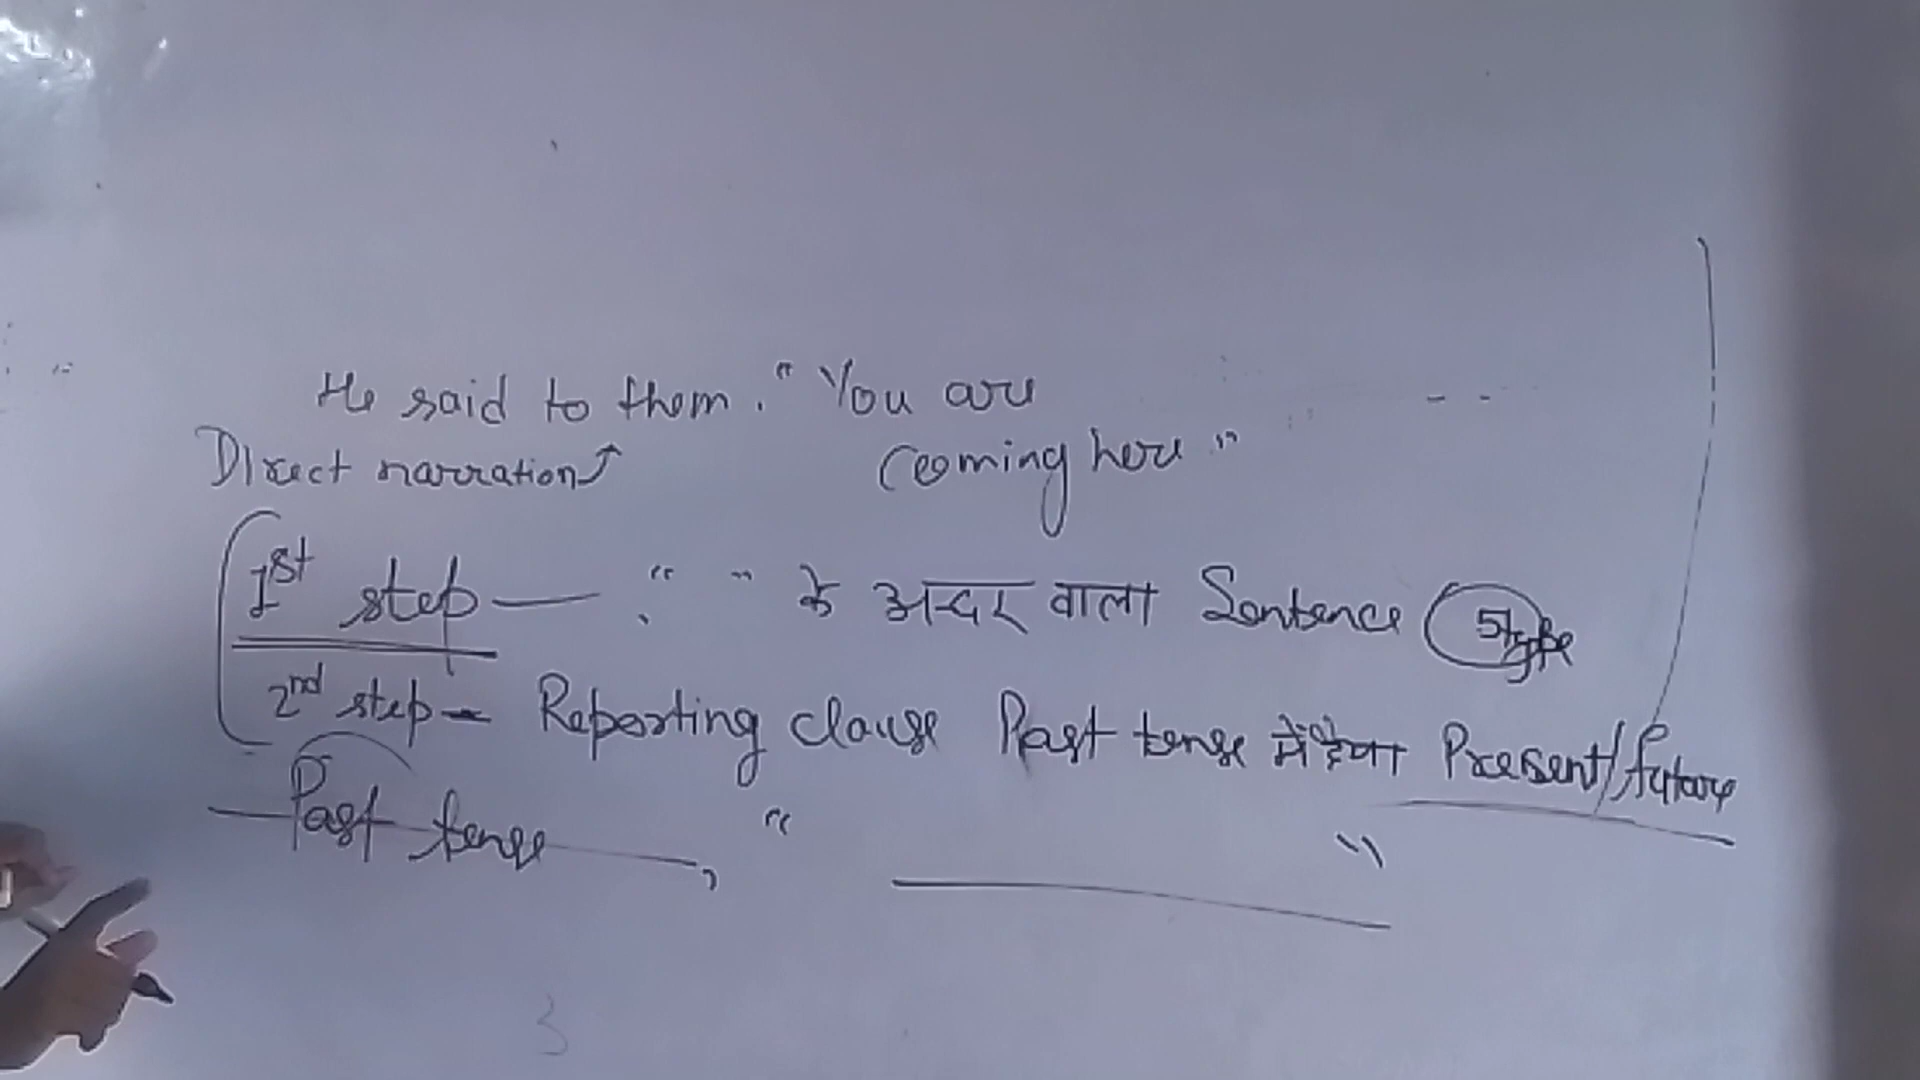 He said to them. "You are
coming here"
Direct narration
1st step — " " के अन्दर वाला Sentence 5 type
2nd step - Reporting clause Past tense में Present/future
Past tense , " "
3